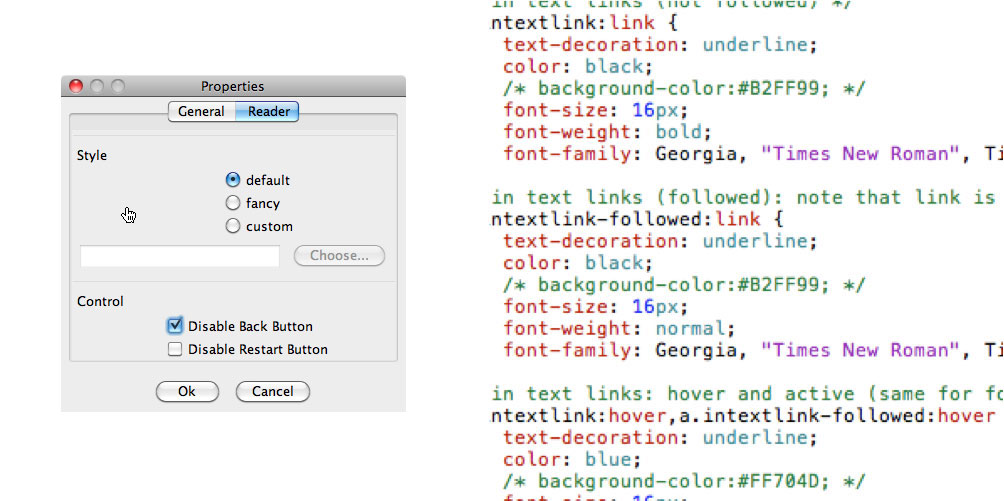 Properties
General Reader
Style
default
fancy
custom
Choose...
Control
Disable Back Button
Disable Restart Button
Ok Cancel
in text links (not followed) */
ntextlink:link {
text-decoration: underline;
color: black;
/* background-color:#B2FF99; */
font-size: 16px;
font-weight: bold;
font-family: Georgia, "Times New Roman", Ti
in text links (followed): note that link is
ntextlink-followed:link {
text-decoration: underline;
color: black;
/* background-color:#B2FF99; */
font-size: 16px;
font-weight: normal;
font-family: Georgia, "Times New Roman", Ti
in text links: hover and active (same for fo
ntextlink:hover,a.intextlink-followed:hover
text-decoration: underline;
color: blue;
/* background-color:#FF704D; */
font-size: 16px;